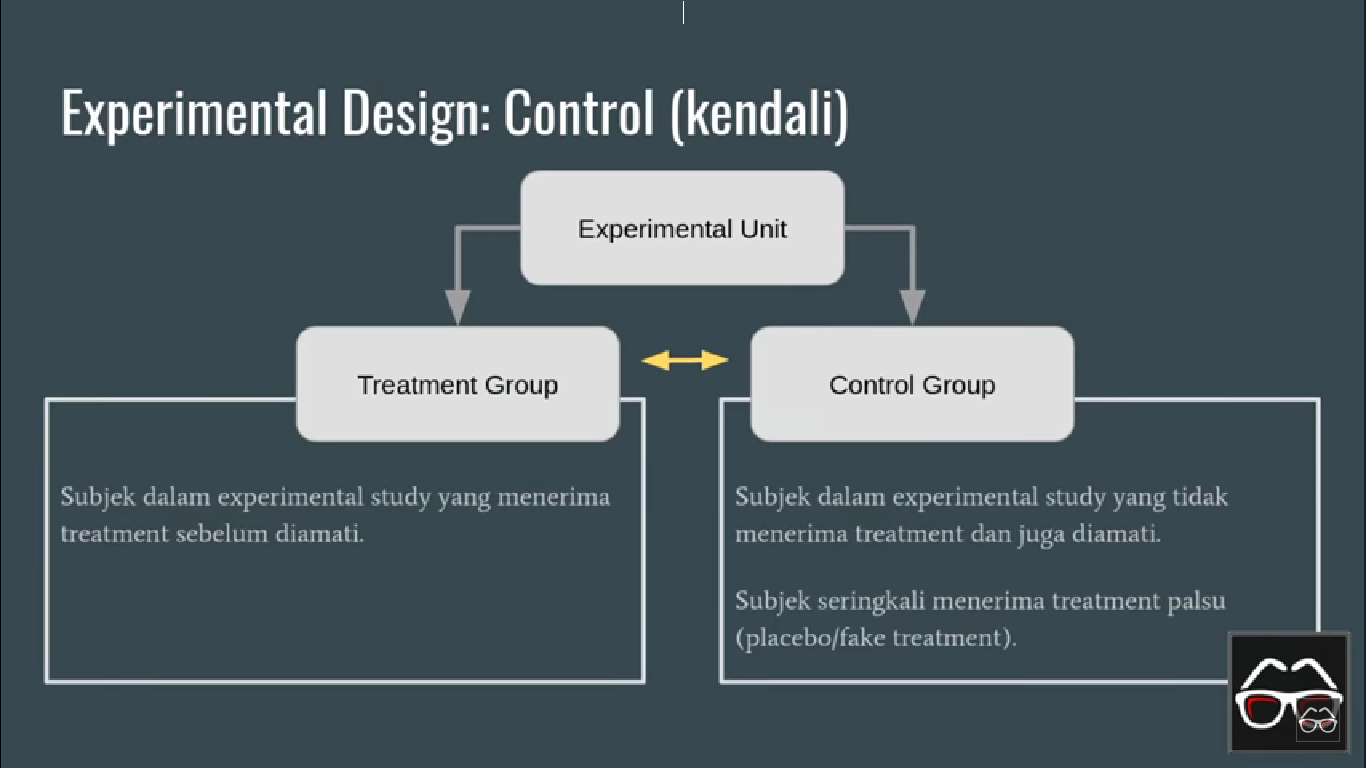 Experimental Design: Control (kendali)
Experimental Unit
Treatment Group
Control Group
Subjek dalam experimental study yang menerima
treatment sebelum diamati.
Subjek dalam experimental study yang tidak
menerima treatment dan juga diamati.
Subjek seringkali menerima treatment palsu
(placebo/fake treatment).